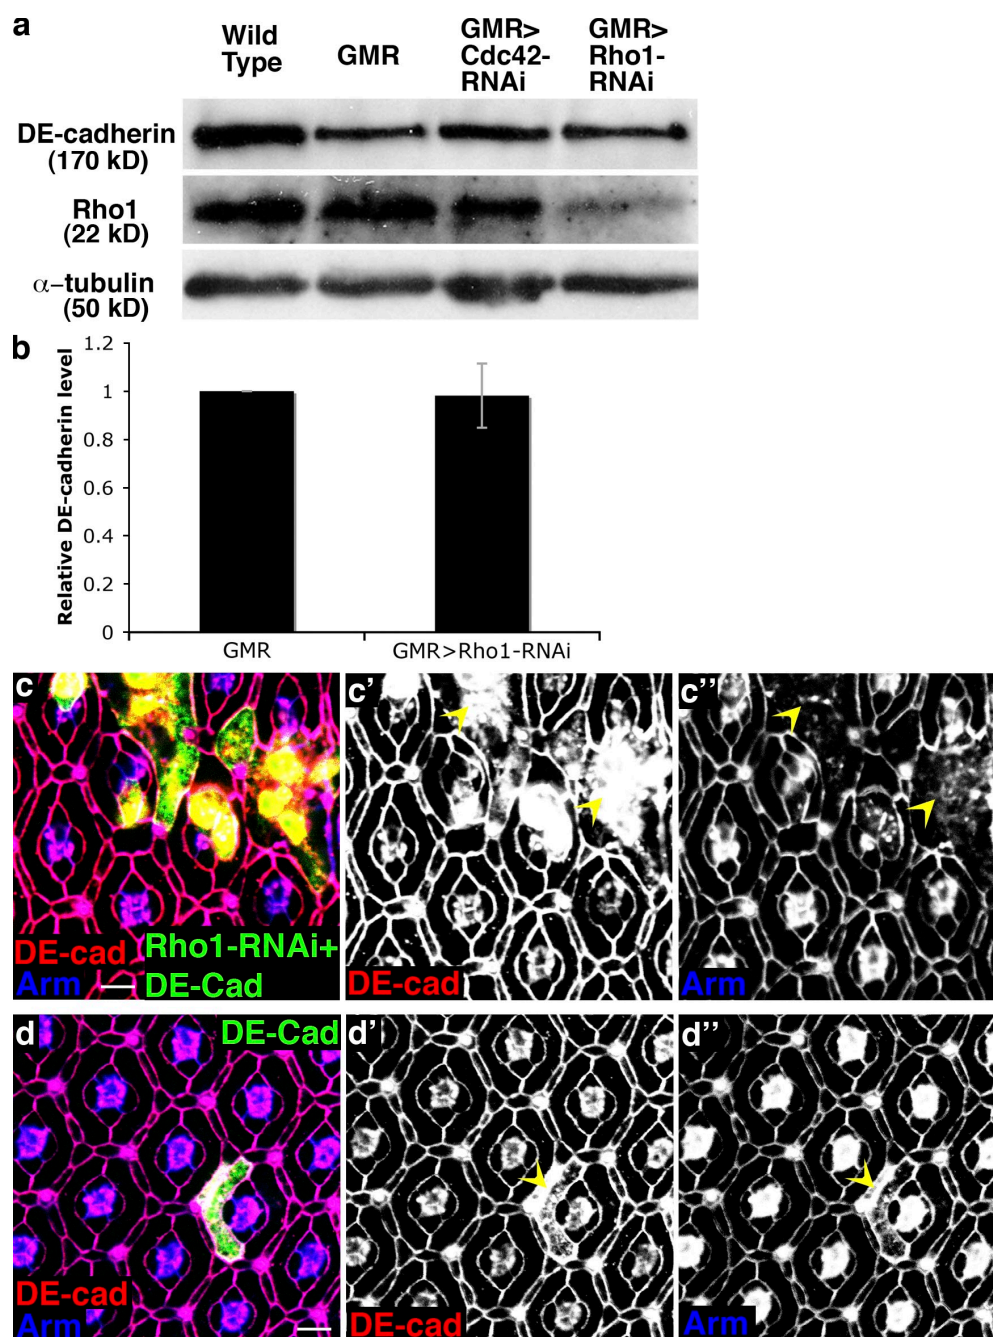 a
Wild
Type
GMR
GMR>
Cdc42-
RNAi
GMR>
Rho1-
RNAi
DE-cadherin
(170 kD)
Rho1
(22 kD)
α−tubulin
(50 kD)
b
Relative DE-cadherin level
1.2
1
0.8
0.6
0.4
0.2
0
GMR
GMR>Rho1-RNAi
c
DE-cad
Arm
Rho1-RNAi+
DE-Cad
c'
DE-cad
c''
Arm
d
DE-Cad
DE-cad
Arm
d'
DE-cad
d''
Arm